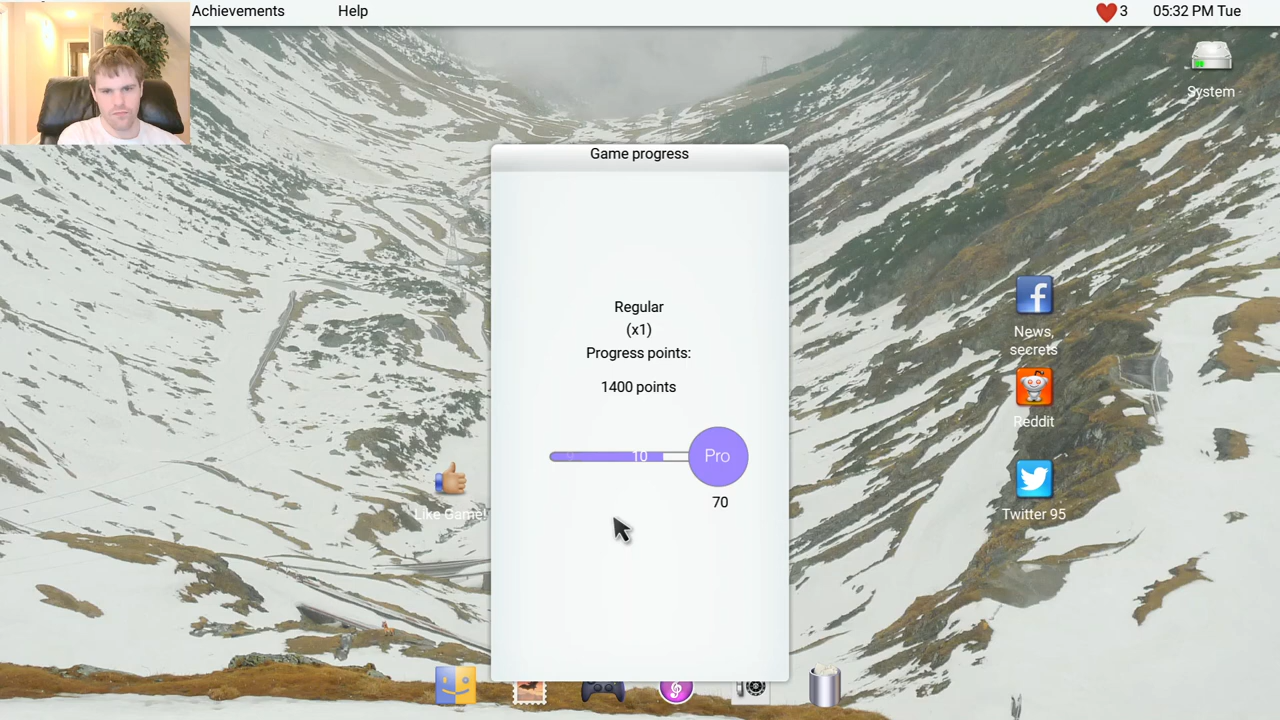 Achievements
Help
3
05:32 PM Tue
System
Game progress
Regular
(x1)
Progress points:
1400 points
10
Pro
70
News,
secrets
Reddit
Twitter 95
Like Game!